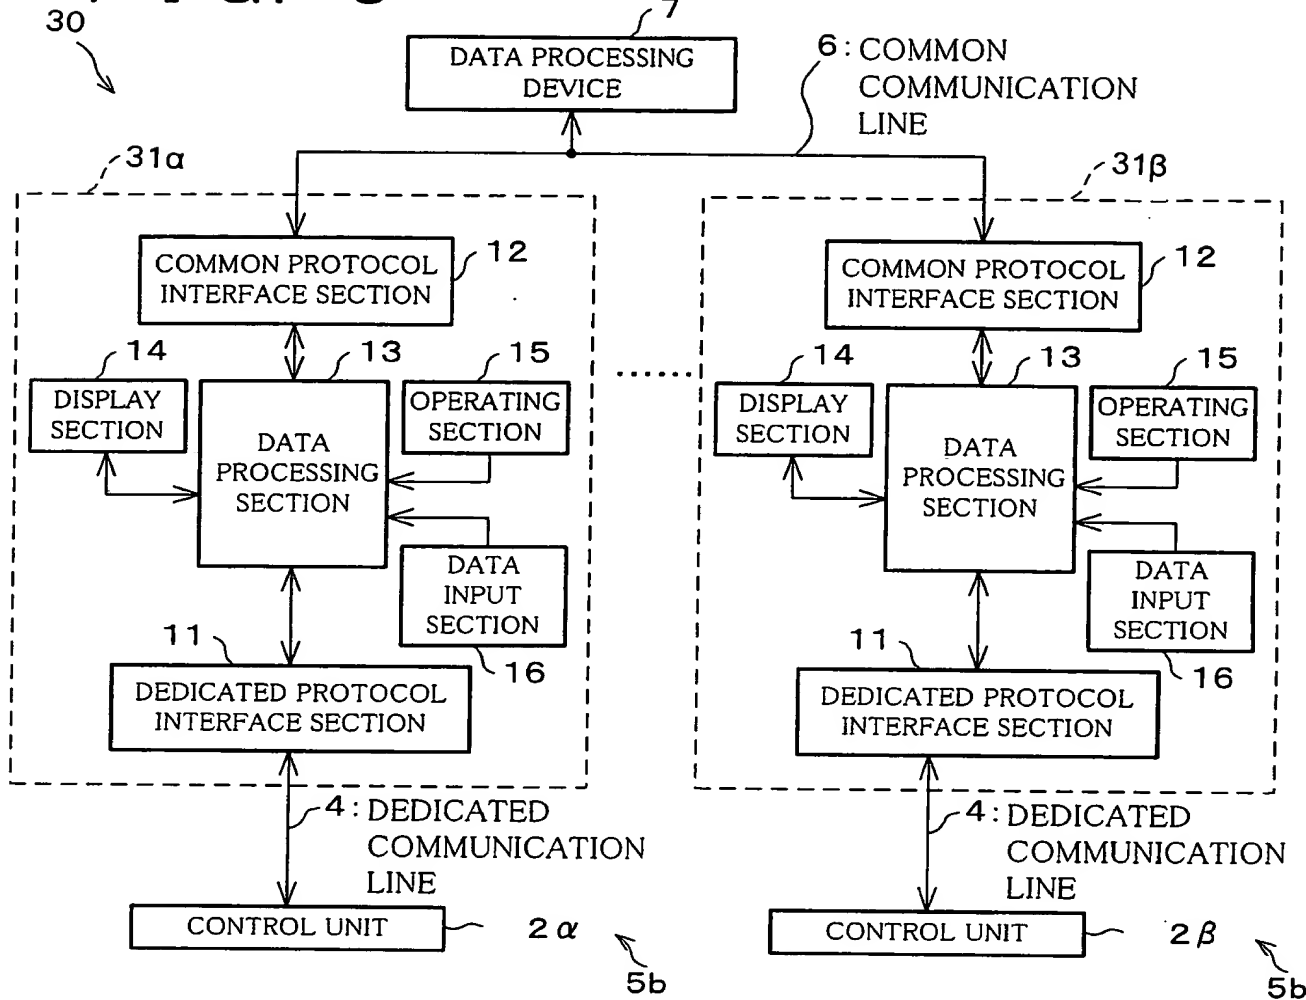 30
7
DATA PROCESSING
DEVICE
6: COMMON
COMMUNICATION
LINE
31α
31β
COMMON PROTOCOL
INTERFACE SECTION
12
COMMON PROTOCOL
INTERFACE SECTION
12
14
13
15
DISPLAY
SECTION
DATA
PROCESSING
SECTION
OPERATING
SECTION
DATA
INPUT
SECTION
16
11
DEDICATED PROTOCOL
INTERFACE SECTION
14
13
15
DISPLAY
SECTION
DATA
PROCESSING
SECTION
OPERATING
SECTION
DATA
INPUT
SECTION
16
11
DEDICATED PROTOCOL
INTERFACE SECTION
4: DEDICATED
COMMUNICATION
LINE
4: DEDICATED
COMMUNICATION
LINE
CONTROL UNIT
2α
5b
CONTROL UNIT
2β
5b